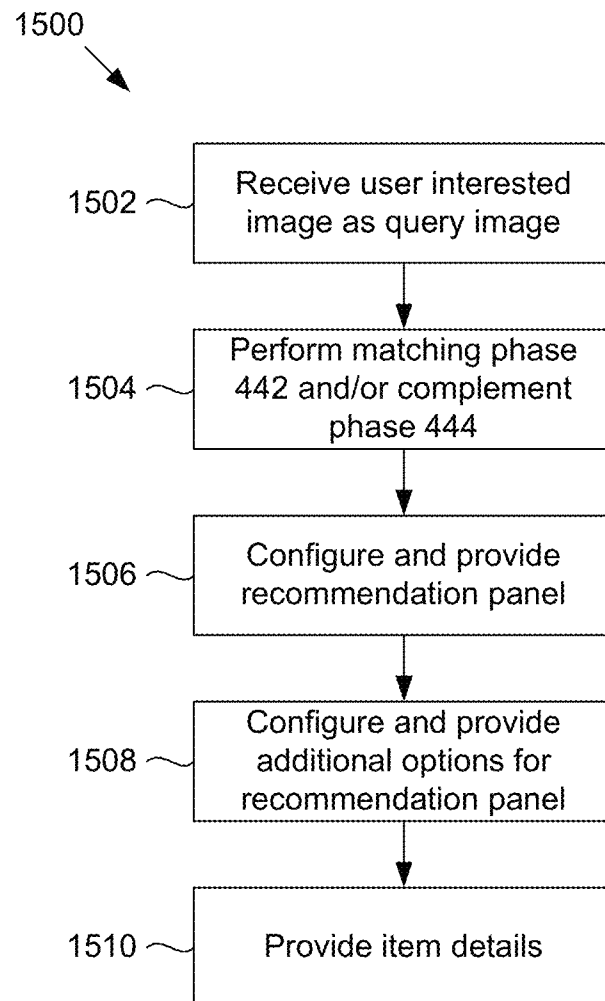 1500
1502
Receive user interested
image as query image
1504
Perform matching phase
442 and/or complement
phase 444
1506
Configure and provide
recommendation panel
1508
Configure and provide
additional options for
recommendation panel
1510
Provide item details